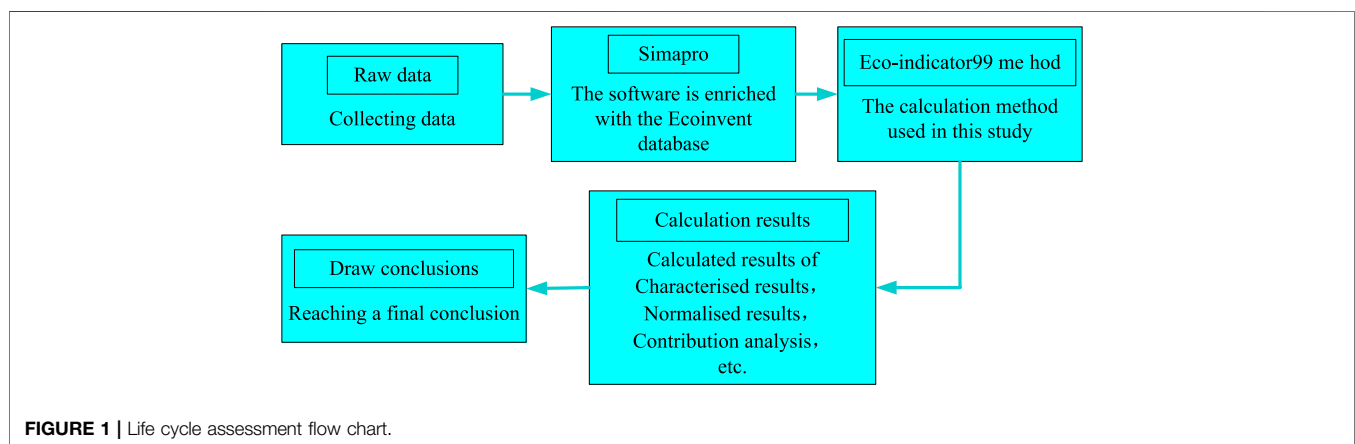 Raw data
Collecting data
Simapro
The software is enriched
with the Ecoinvent
database
Eco-indicator99 me hod
The calculation method
used in this study
Calculation results
Calculated results of
Characterised results，
Normalised results，
Contribution analysis，
etc.
Draw conclusions
Reaching a final conclusion
FIGURE 1 | Life cycle assessment flow chart.